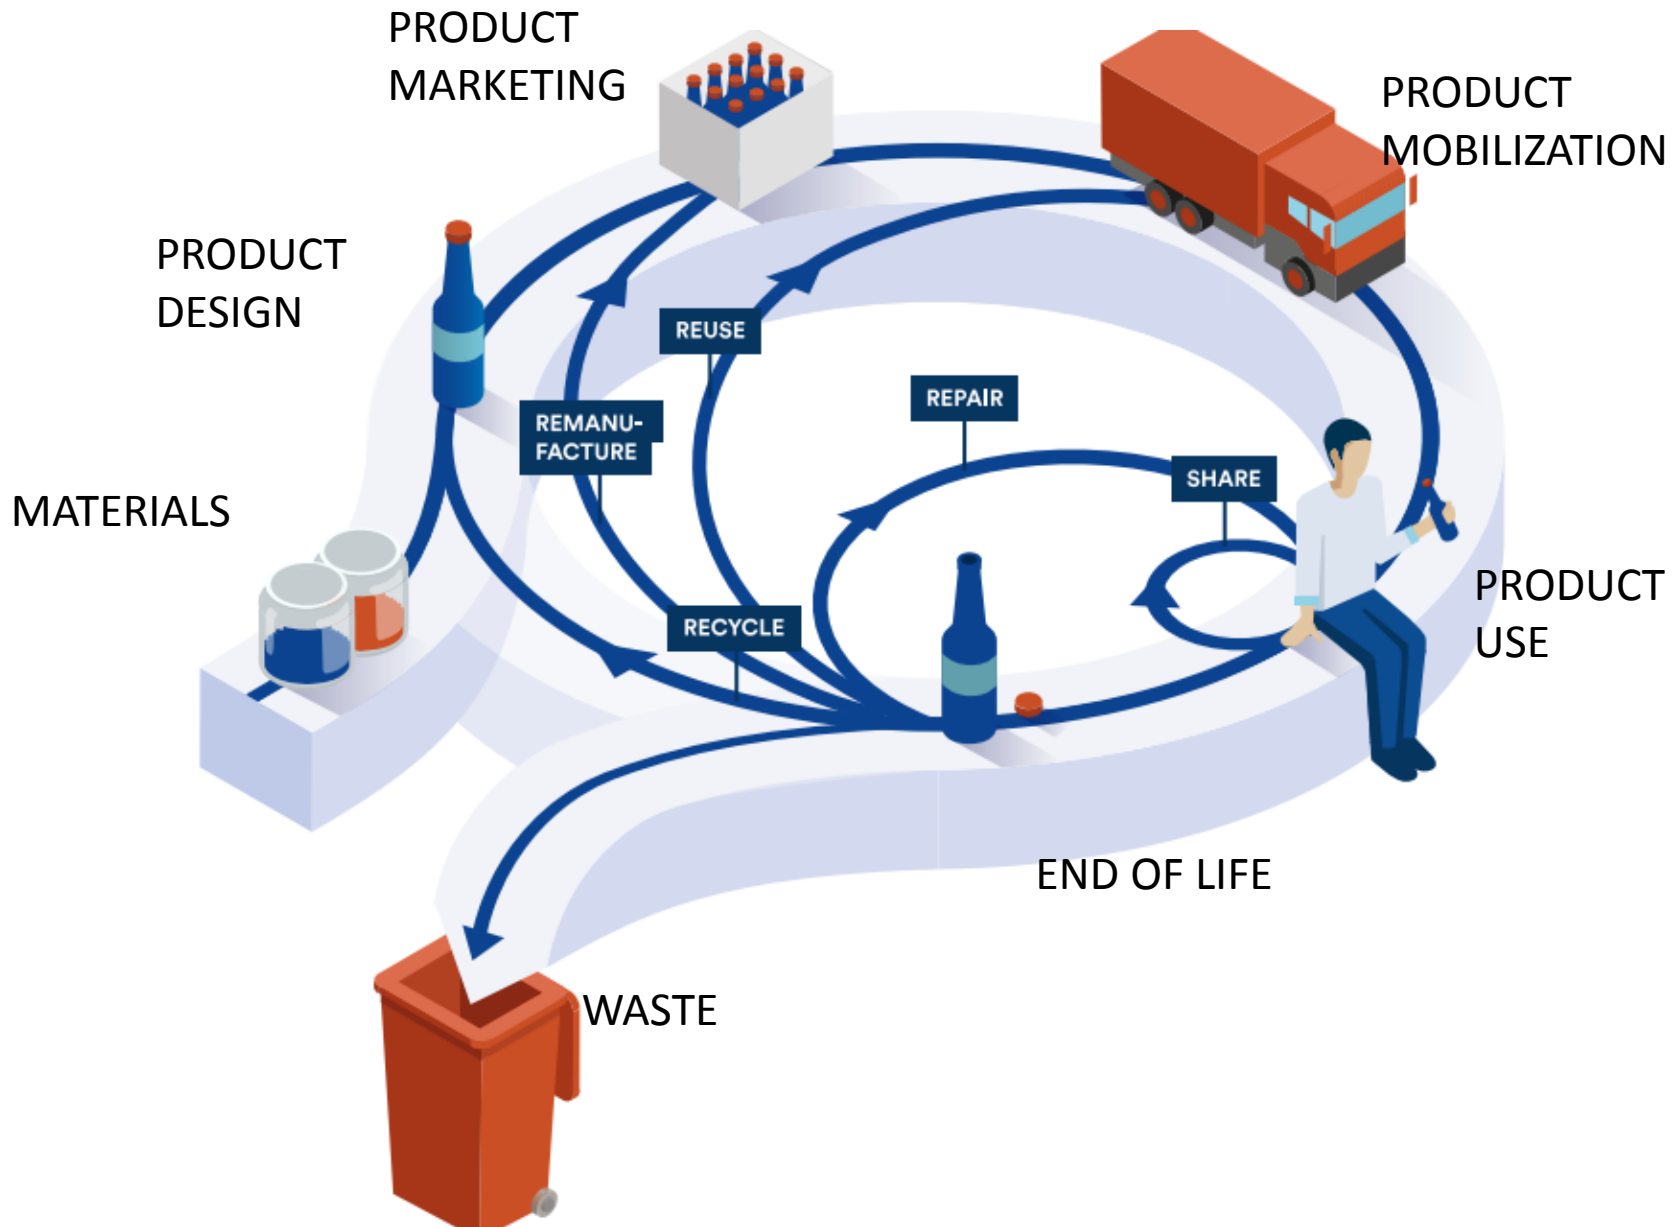 PRODUCT
MARKETING
PRODUCT
MOBILIZATION
PRODUCT
DESIGN
REUSE
REPAIR
REMANU-
FACTURE
SHARE
MATERIALS
PRODUCT
USE
RECYCLE
END OF LIFE
WASTE